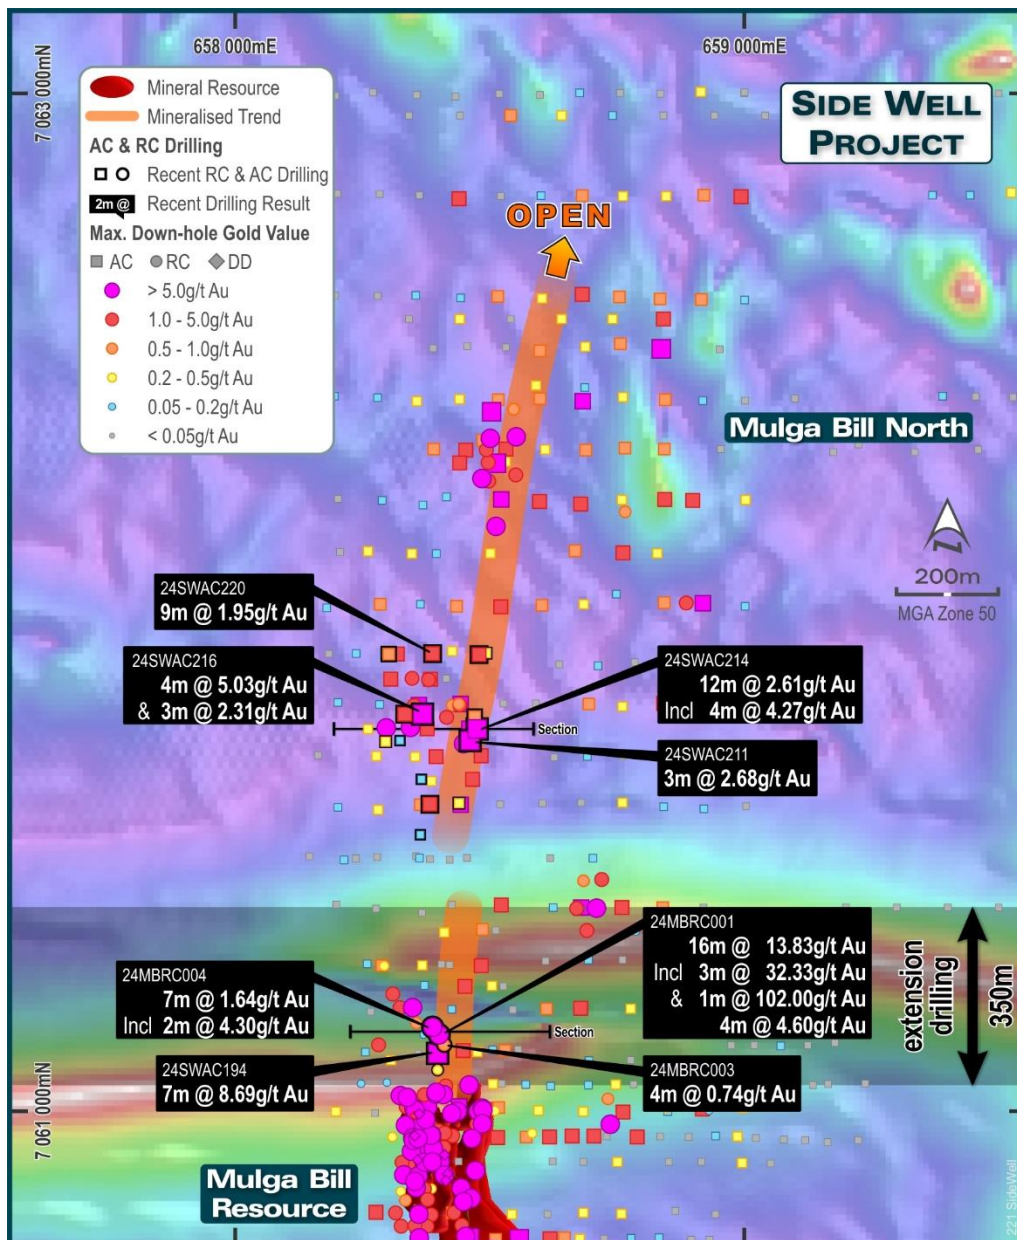 658 000mE
659 000mE
7 063 000mN
Mineral Resource
Mineralised Trend
AC & RC Drilling
Recent RC & AC Drilling
2m @ Recent Drilling Result
Max. Down-hole Gold Value
AC RC DD
> 5.0g/t Au
1.0 - 5.0g/t Au
0.5 - 1.0g/t Au
0.2 - 0.5g/t Au
0.05 - 0.2g/t Au
< 0.05g/t Au
SIDE WELL
PROJECT
OPEN
Mulga Bill North
200m
MGA Zone 50
24SWAC220
9m @ 1.95g/t Au
24SWAC216
4m @ 5.03g/t Au
& 3m @ 2.31g/t Au
24SWAC214
12m @ 2.61g/t Au
Incl 4m @ 4.27g/t Au
Section
24SWAC211
3m @ 2.68g/t Au
24MBRC004
7m @ 1.64g/t Au
Incl 2m @ 4.30g/t Au
24MBRC001
16m @ 13.83g/t Au
Incl 3m @ 32.33g/t Au
& 1m @ 102.00g/t Au
4m @ 4.60g/t Au
Section
24SWAC194
7m @ 8.69g/t Au
24MBRC003
4m @ 0.74g/t Au
extension
drilling
350m
7 061 000mN
Mulga Bill
Resource
221 SideWell